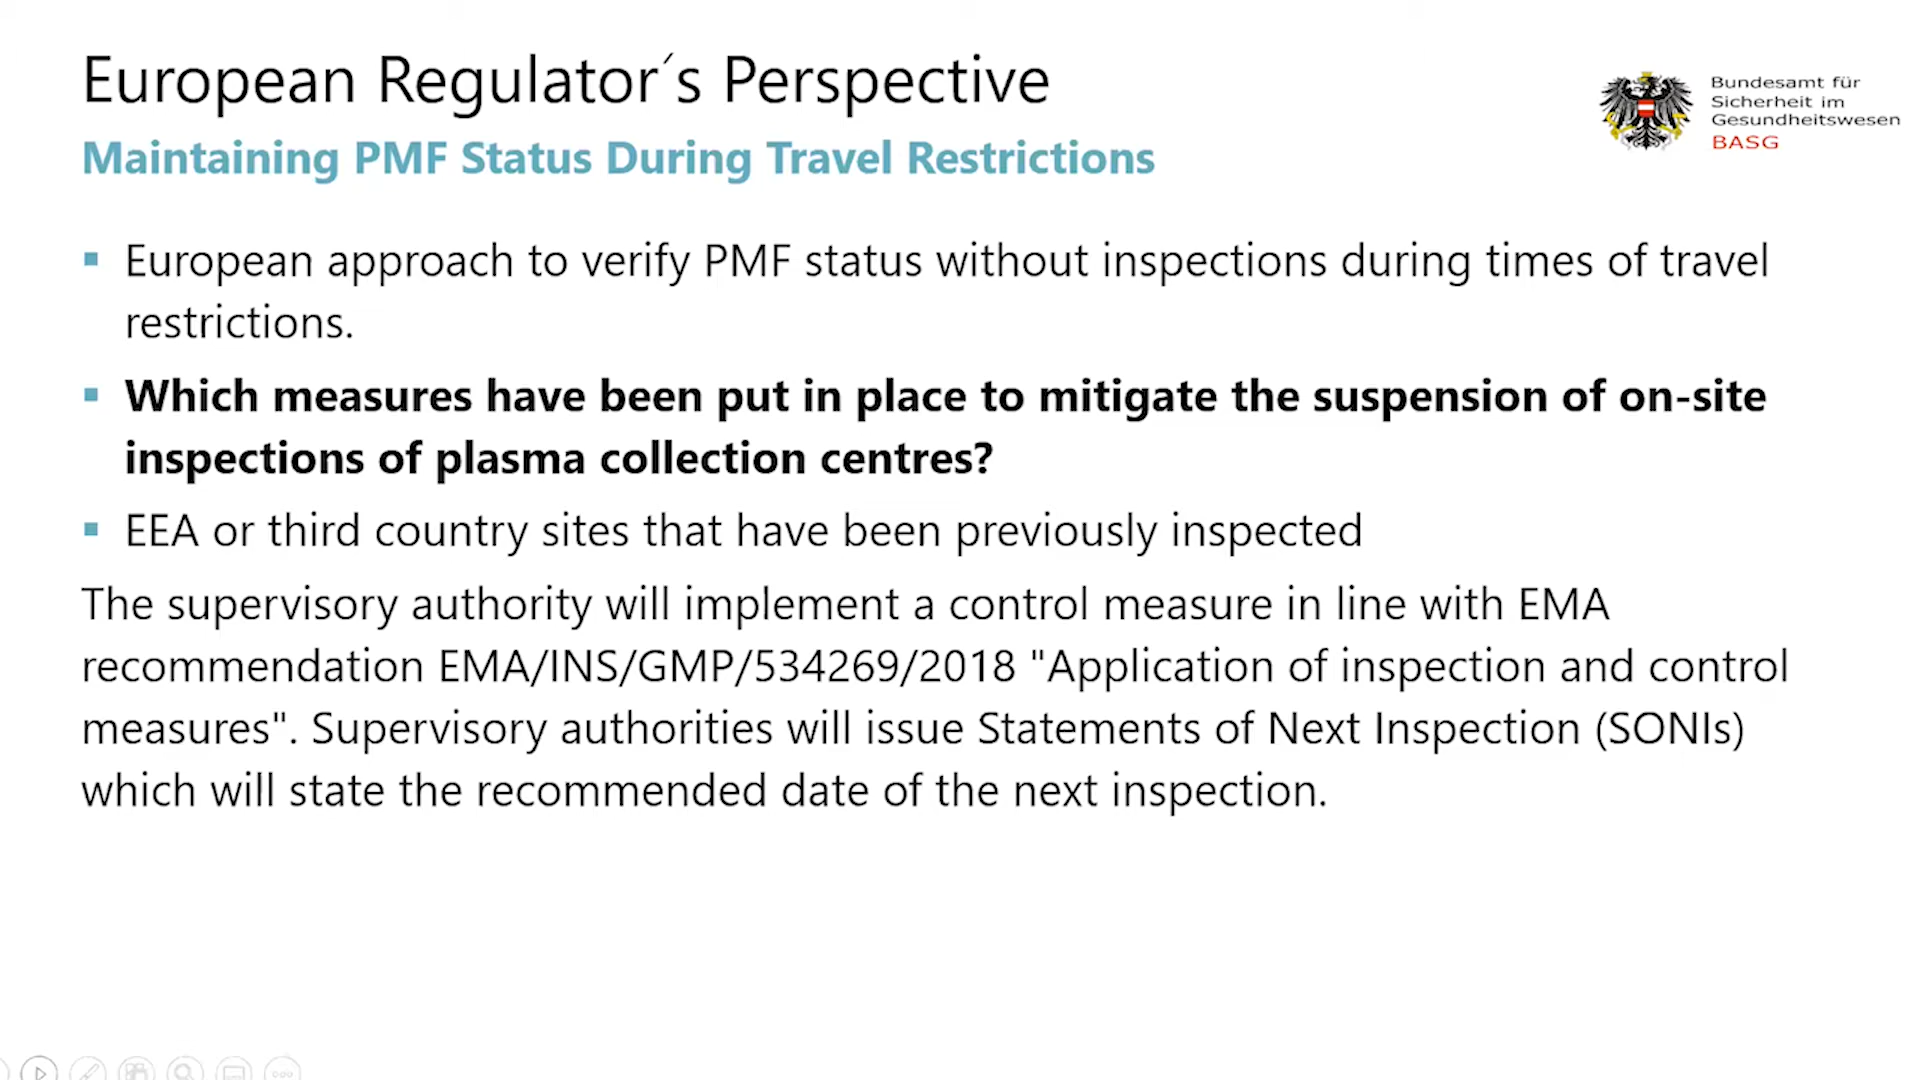 European Regulator´s Perspective
Maintaining PMF Status During Travel Restrictions
Bundesamt für
Sicherheit im
Gesundheitswesen
BASG
▪ European approach to verify PMF status without inspections during times of travel
restrictions.
▪ Which measures have been put in place to mitigate the suspension of on-site
inspections of plasma collection centres?
▪ EEA or third country sites that have been previously inspected
The supervisory authority will implement a control measure in line with EMA
recommendation EMA/INS/GMP/534269/2018 "Application of inspection and control
measures". Supervisory authorities will issue Statements of Next Inspection (SONIs)
which will state the recommended date of the next inspection.